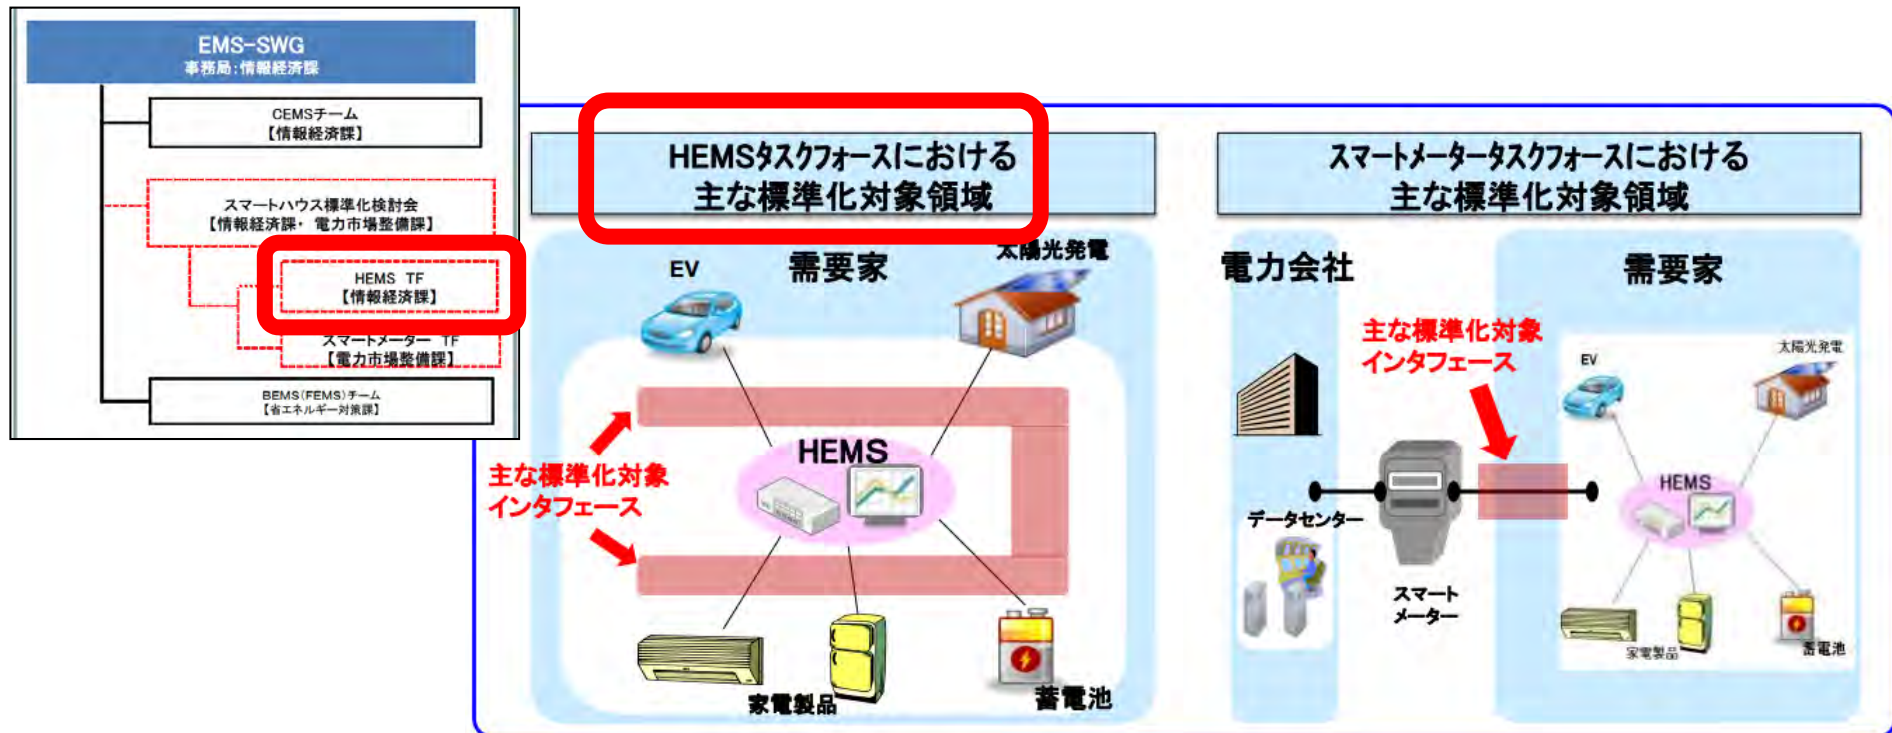 EMS-SWG
事務局:情報経済課
CEMSチーム
【情報経済課】
スマートハウス標準化検討会
【情報経済課・電力市場整備課】
HEMS TF
【情報経済課】
スマートメーター TF
【電力市場整備課】
BEMS(FEMS)チーム
【省エネルギー対策課】
HEMSタスクフォースにおける
主な標準化対象領域
需要家
EV
太陽光発電
主な標準化対象
インタフェース
HEMS
家電製品
蓄電池
スマートメータータスクフォースにおける
主な標準化対象領域
電力会社
需要家
主な標準化対象
インタフェース
EV
太陽光発電
データセンター
スマート
メーター
HEMS
家電製品
蓄電池